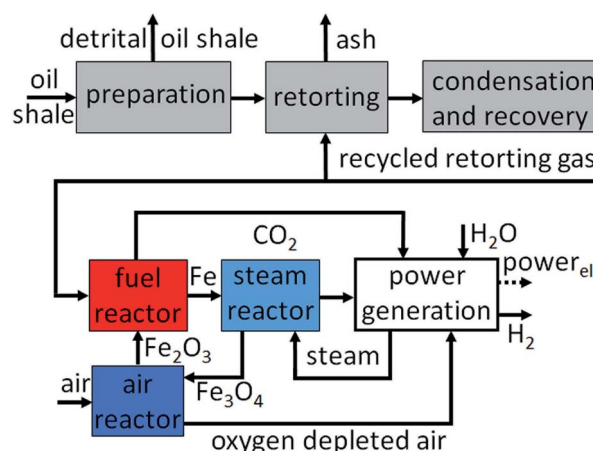 detrital oil shale
ash
oil
shale
preparation
retorting
condensation
and recovery
recycled retorting gas
CO2
H2O
fuel
reactor
Fe
steam
reactor
power
generation
powerel
H2
Fe2O3
steam
air
air
reactor
Fe3O4
oxygen depleted air